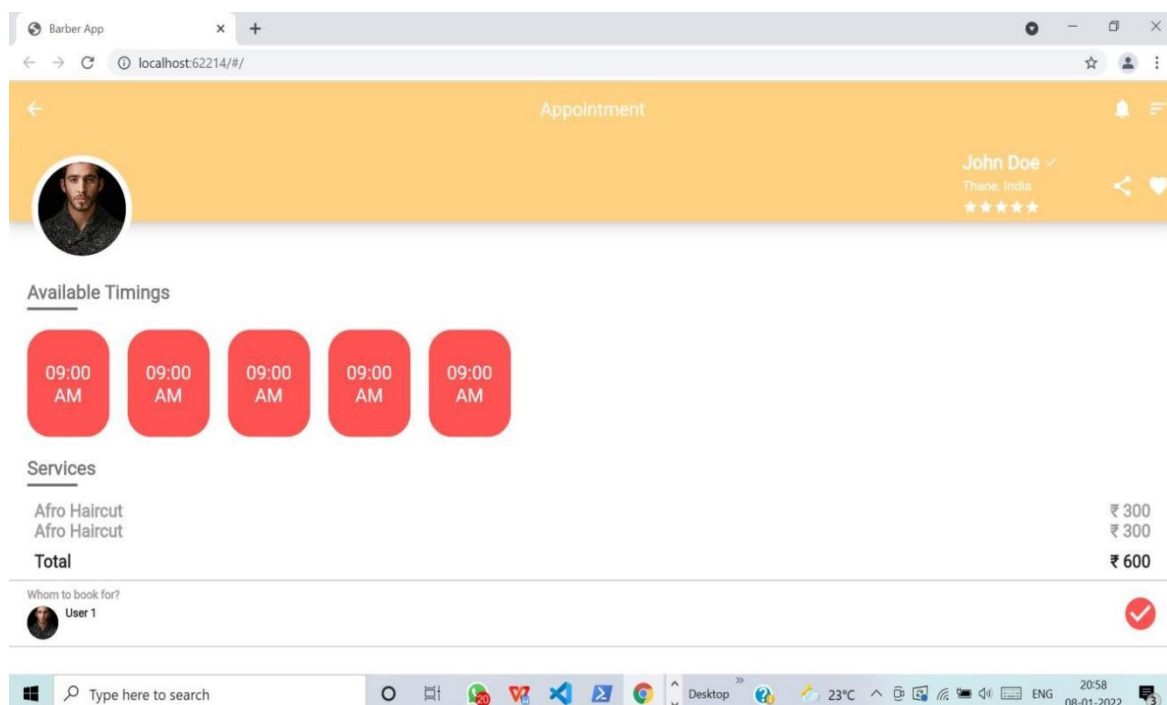 Barber App
localhost:62214/#/
Appointment
John Doe
Thane, India
Available Timings
09:00 AM
09:00 AM
09:00 AM
09:00 AM
09:00 AM
Services
Afro Haircut ₹ 300
Afro Haircut ₹ 300
Total ₹ 600
Whom to book for?
User 1
Type here to search
20
Desktop
23°C
ENG
20:58
08-01-2022
3